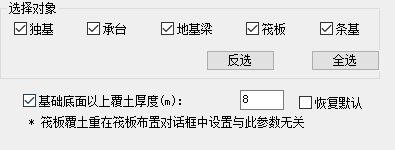 选择对象
独基 承台 地基梁 筏板 条基
反选 全选
基础底面以上覆土厚度(m): 8 恢复默认
* 筏板覆土重在筏板布置对话框中设置与此参数无关